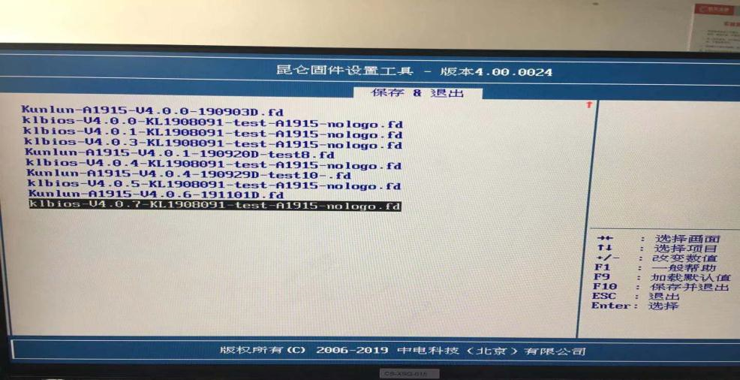 昆仑固件设置工具 - 版本4.00.0024
保存 & 退出
Kunlun-A1915-V4.0.0-190903D.fd
klbios-V4.0.0-KL1908091-test-A1915-nologo.fd
klbios-V4.0.1-KL1908091-test-A1915-nologo.fd
klbios-V4.0.3-KL1908091-test-A1915-nologo.fd
Kunlun-A1915-V4.0.1-190920D-test8.fd
klbios-V4.0.4-KL1908091-test-A1915-nologo.fd
Kunlun-A1915-V4.0.4-190929D-test10-.fd
klbios-V4.0.5-KL1908091-test-A1915-nologo.fd
Kunlun-A1915-V4.0.6-191101D.fd
klbios-V4.0.7-KL1908091-test-A1915-nologo.fd
→← : 选择画面
↑↓ : 选择项目
+/- : 改变数值
F1 : 一般帮助
F9 : 加载默认值
F10 : 保存并退出
ESC : 退出
Enter: 选择
版权所有(C) 2006-2019 中电科技（北京）有限公司